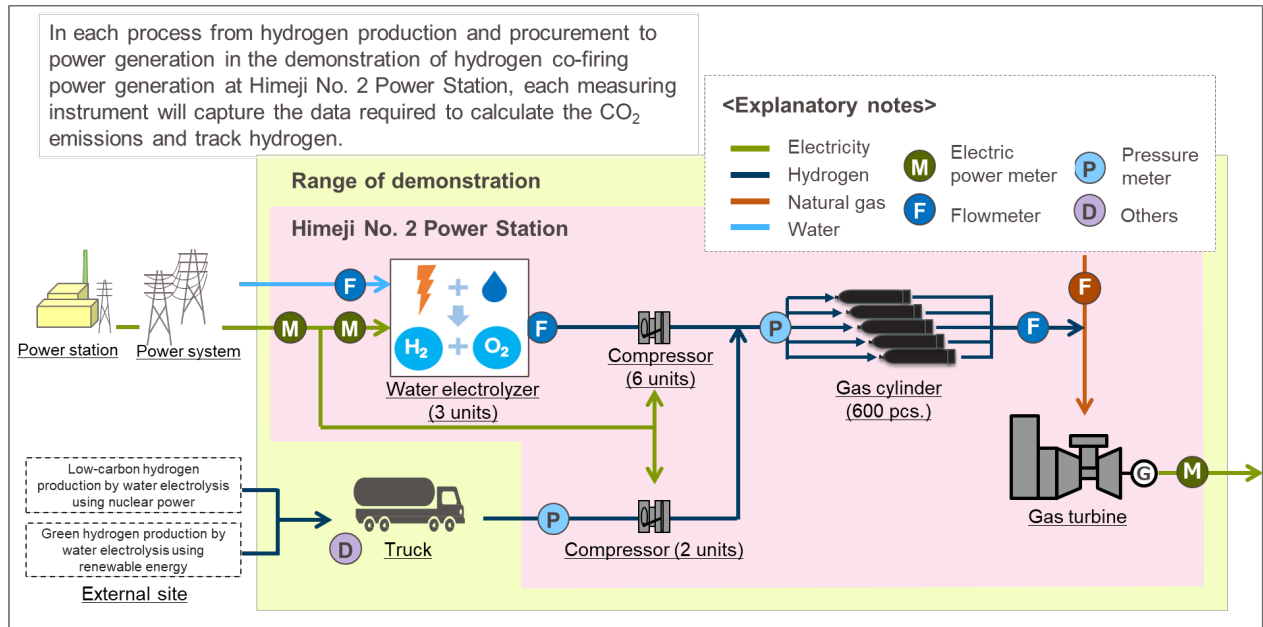 In each process from hydrogen production and procurement to
power generation in the demonstration of hydrogen co-firing
power generation at Himeji No. 2 Power Station, each measuring
instrument will capture the data required to calculate the CO₂
emissions and track hydrogen.
<Explanatory notes>
Electricity
Hydrogen
Natural gas
Water
M
Electric
power meter
F
Flowmeter
P
Pressure
meter
D
Others
Range of demonstration
Himeji No. 2 Power Station
Power station
Power system
F
M
M
+
H₂
+
O₂
Water electrolyzer
(3 units)
F
Compressor
(6 units)
P
Gas cylinder
(600 pcs.)
F
F
G
M
Gas turbine
Low-carbon hydrogen
production by water electrolysis
using nuclear power
Green hydrogen production by
water electrolysis using
renewable energy
External site
D
Truck
P
Compressor (2 units)